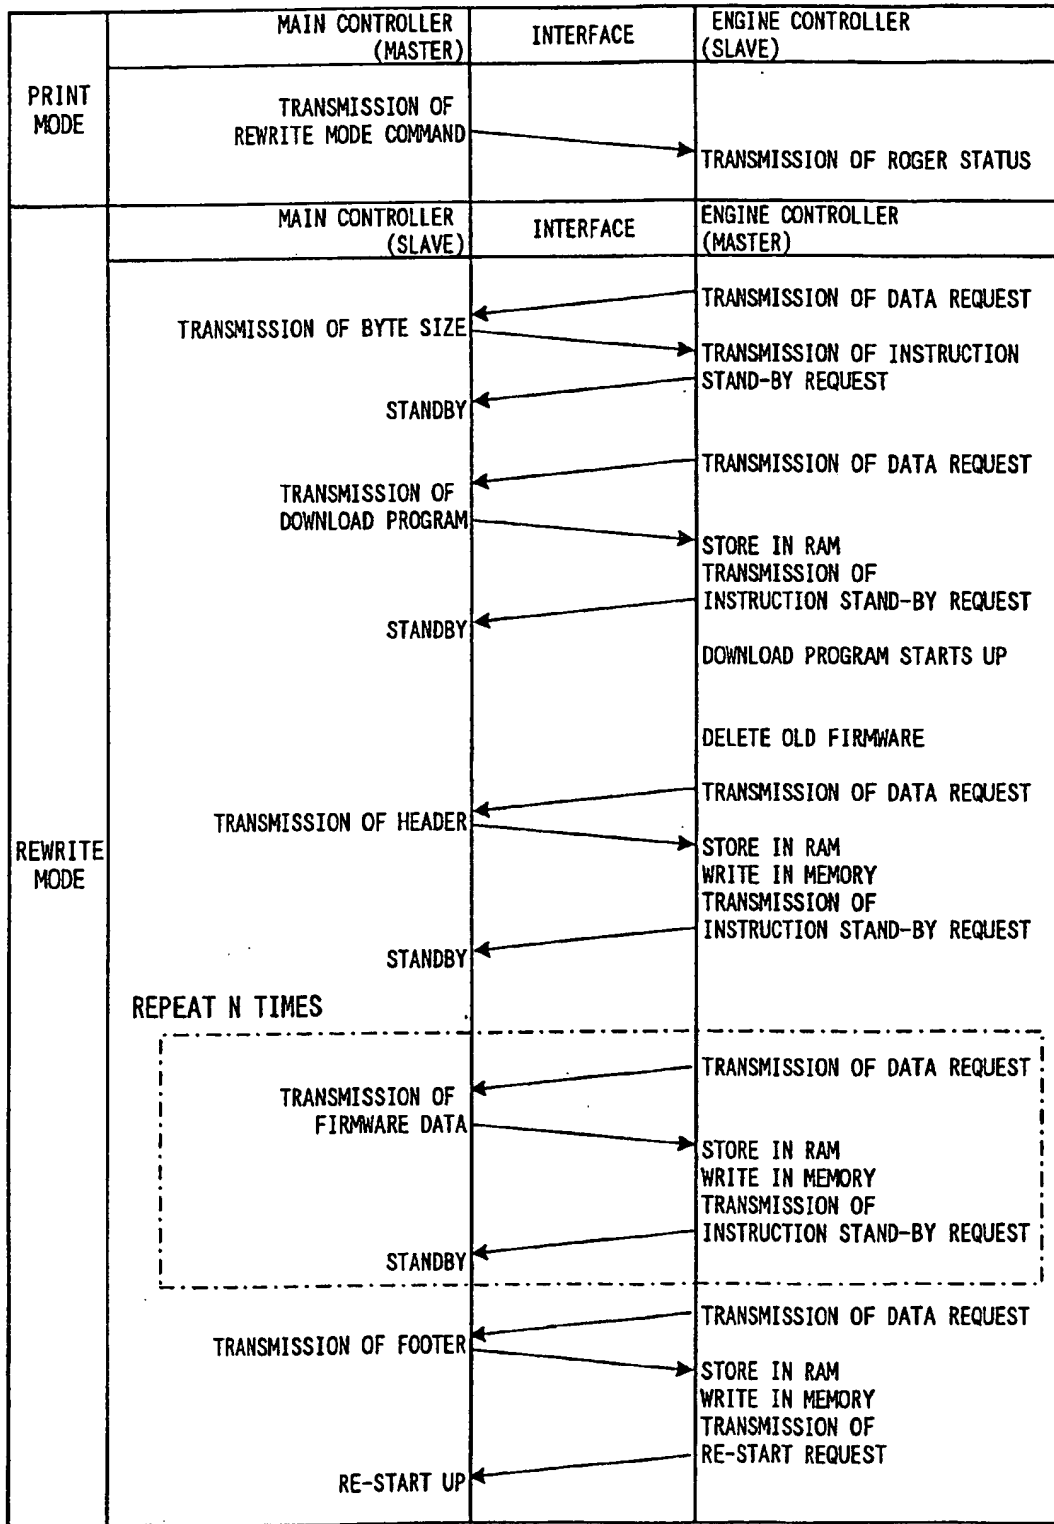 MAIN CONTROLLER
(MASTER)
INTERFACE
ENGINE CONTROLLER
(SLAVE)
PRINT
MODE
TRANSMISSION OF
REWRITE MODE COMMAND
TRANSMISSION OF ROGER STATUS
MAIN CONTROLLER
(SLAVE)
INTERFACE
ENGINE CONTROLLER
(MASTER)
REWRITE
MODE
TRANSMISSION OF DATA REQUEST
TRANSMISSION OF BYTE SIZE
TRANSMISSION OF INSTRUCTION
STAND-BY REQUEST
STANDBY
TRANSMISSION OF DATA REQUEST
TRANSMISSION OF
DOWNLOAD PROGRAM
STORE IN RAM
TRANSMISSION OF
INSTRUCTION STAND-BY REQUEST
STANDBY
DOWNLOAD PROGRAM STARTS UP
DELETE OLD FIRMWARE
TRANSMISSION OF DATA REQUEST
TRANSMISSION OF HEADER
STORE IN RAM
WRITE IN MEMORY
TRANSMISSION OF
INSTRUCTION STAND-BY REQUEST
STANDBY
REPEAT N TIMES
TRANSMISSION OF DATA REQUEST
TRANSMISSION OF
FIRMWARE DATA
STORE IN RAM
WRITE IN MEMORY
TRANSMISSION OF
INSTRUCTION STAND-BY REQUEST
STANDBY
TRANSMISSION OF DATA REQUEST
TRANSMISSION OF FOOTER
STORE IN RAM
WRITE IN MEMORY
TRANSMISSION OF
RE-START REQUEST
RE-START UP